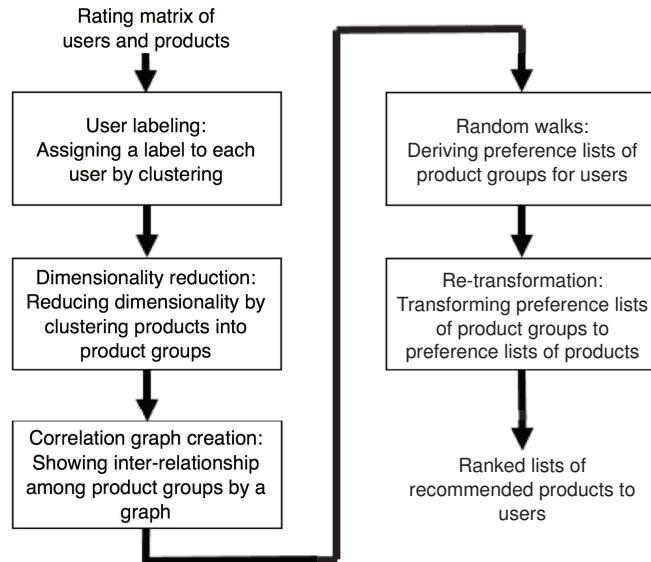 Rating matrix of
users and products
User labeling:
Assigning a label to each
user by clustering
Dimensionality reduction:
Reducing dimensionality by
clustering products into
product groups
Correlation graph creation:
Showing inter-relationship
among product groups by a
graph
Random walks:
Deriving preference lists of
product groups for users
Re-transformation:
Transforming preference lists
of product groups to
preference lists of products
Ranked lists of
recommended products to
users